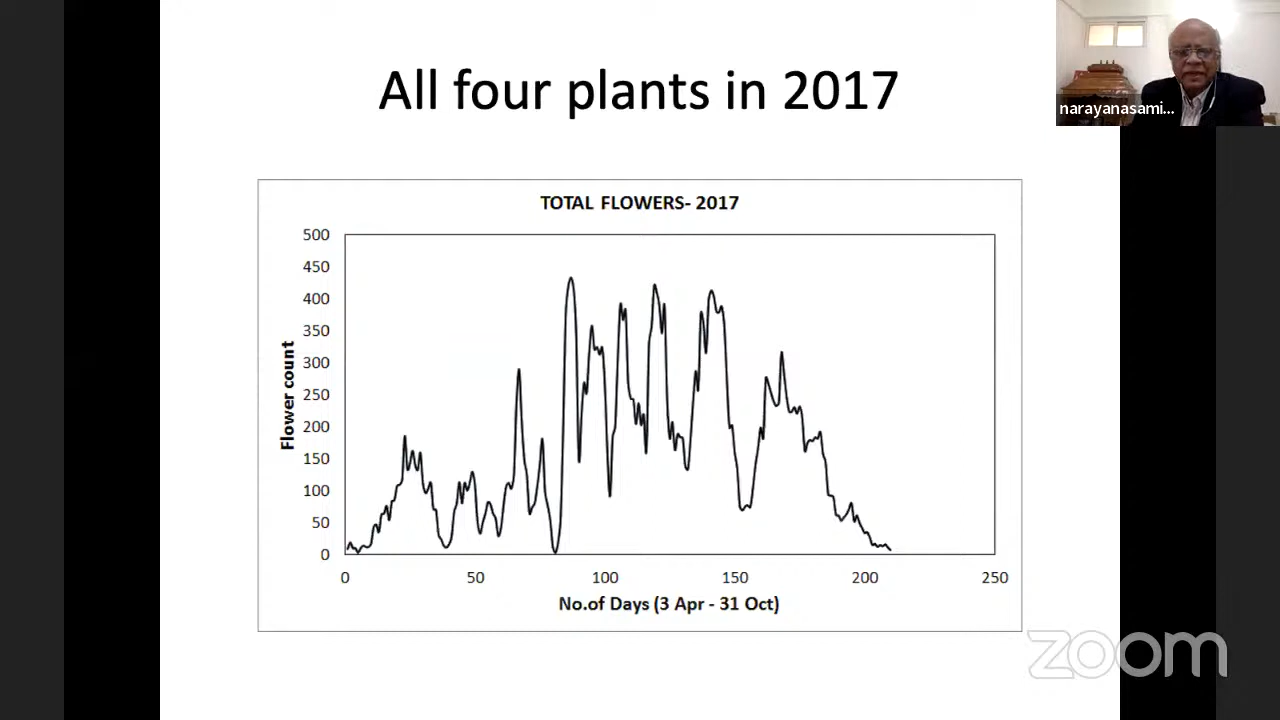 All four plants in 2017
narayanasami...
TOTAL FLOWERS- 2017
500
450
400
350
300
250
200
150
100
50
0
Flower count
0 50 100 150 200 250
No.of Days (3 Apr - 31 Oct)
zoom